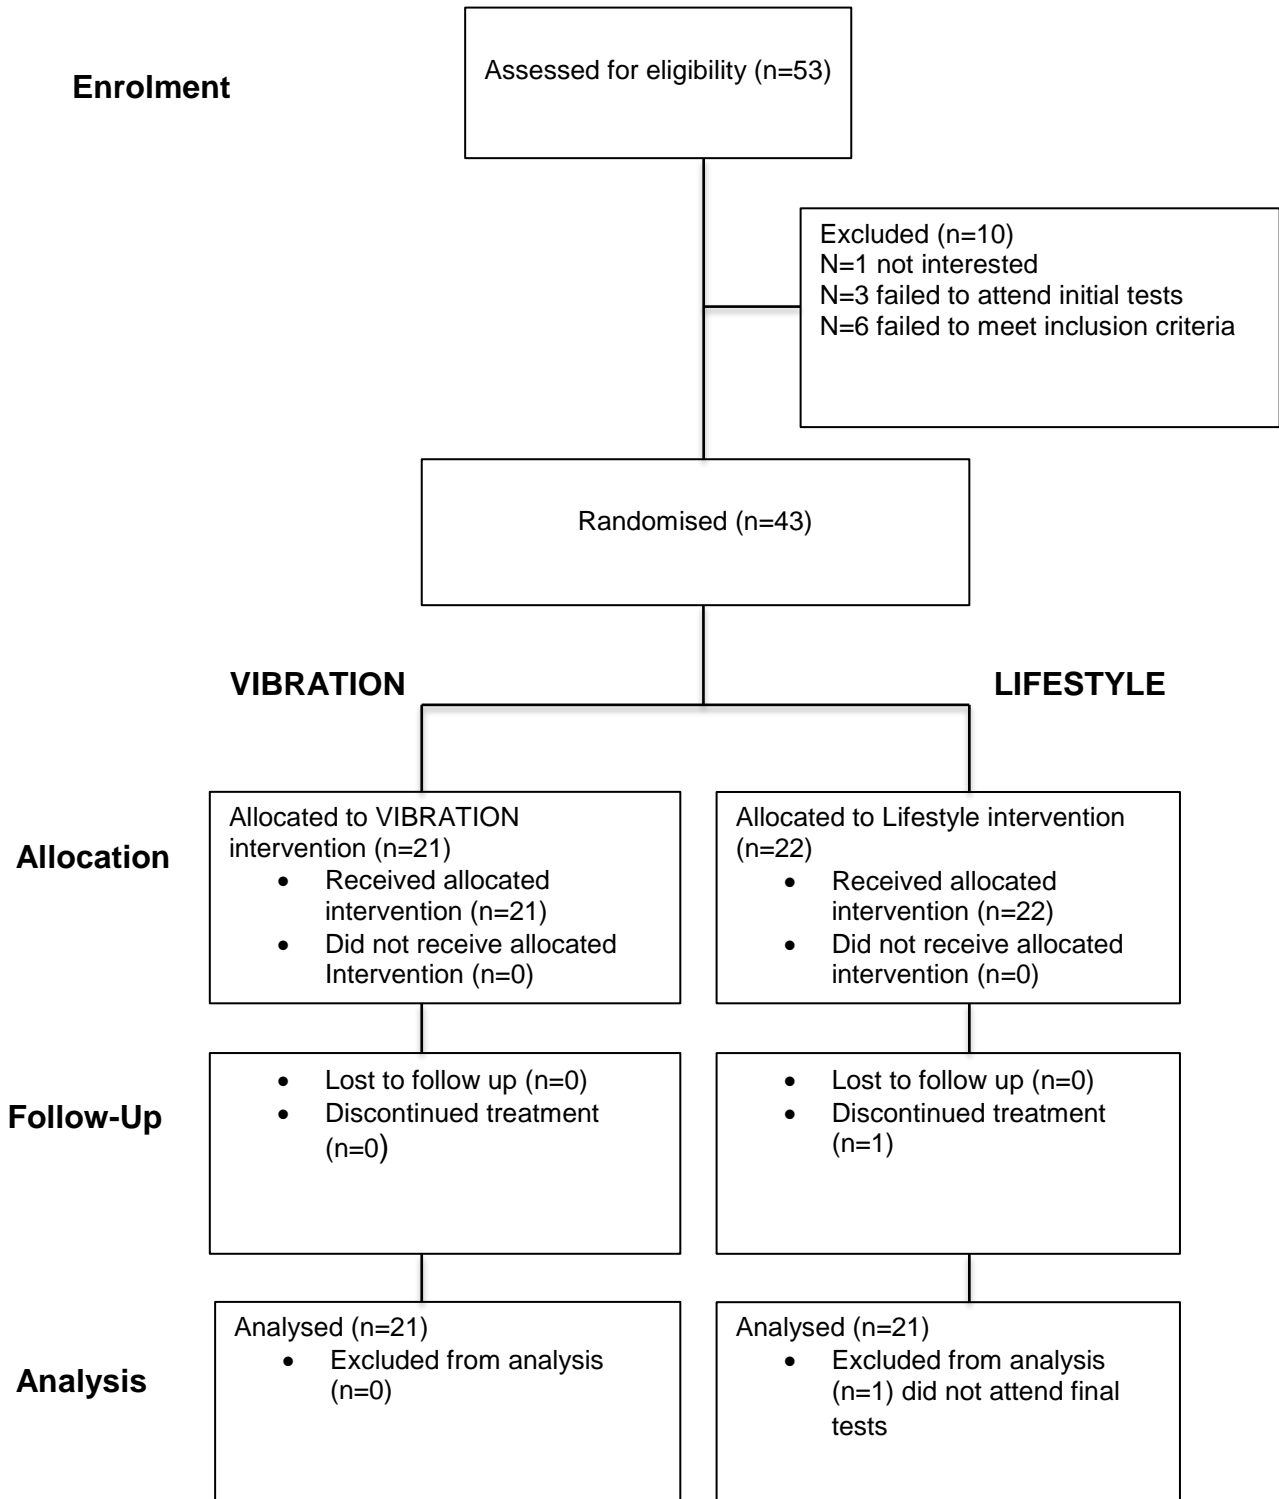 Enrolment
Assessed for eligibility (n=53)
Excluded (n=10)
N=1 not interested
N=3 failed to attend initial tests
N=6 failed to meet inclusion criteria
Randomised (n=43)
VIBRATION
LIFESTYLE
Allocation
Allocated to VIBRATION
intervention (n=21)
• Received allocated
intervention (n=21)
• Did not receive allocated
Intervention (n=0)
Allocated to Lifestyle intervention
(n=22)
• Received allocated
intervention (n=22)
• Did not receive allocated
intervention (n=0)
Follow-Up
• Lost to follow up (n=0)
• Discontinued treatment
(n=0)
• Lost to follow up (n=0)
• Discontinued treatment
(n=1)
Analysis
Analysed (n=21)
• Excluded from analysis
(n=0)
Analysed (n=21)
• Excluded from analysis
(n=1) did not attend final
tests